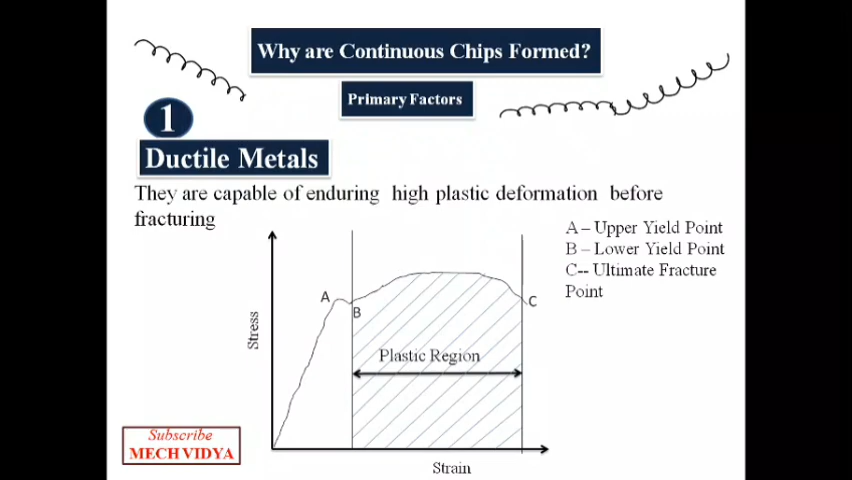 Why are Continuous Chips Formed?
Primary Factors
1
Ductile Metals
They are capable of enduring high plastic deformation before
fracturing
A – Upper Yield Point
B – Lower Yield Point
C-- Ultimate Fracture
Point
A
B
C
Stress
Plastic Region
Strain
Subscribe
MECH VIDYA